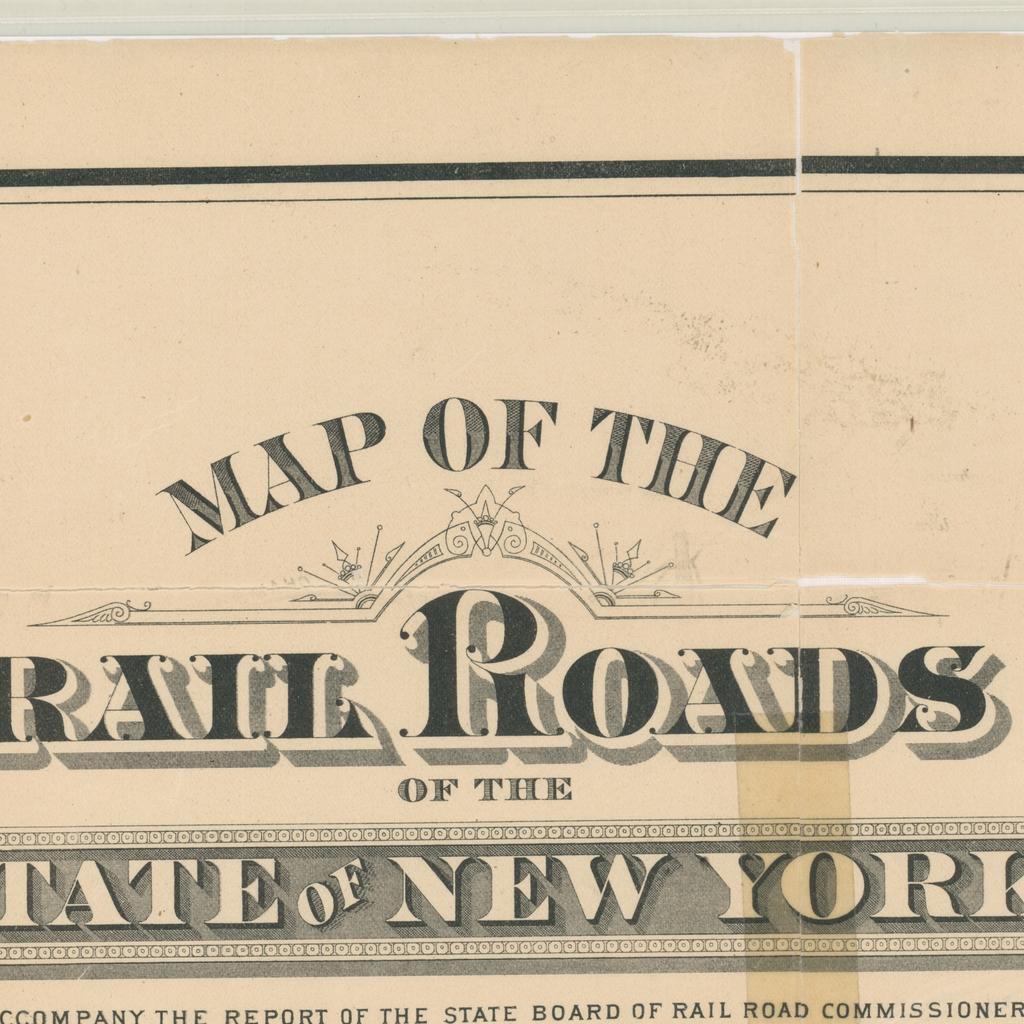 MAP OF THE
RAIL ROADS
OF THE
TATE OF NEW YORK
CCOMPANY THE REPORT OF THE STATE BOARD OF RAIL ROAD COMMISSIONER